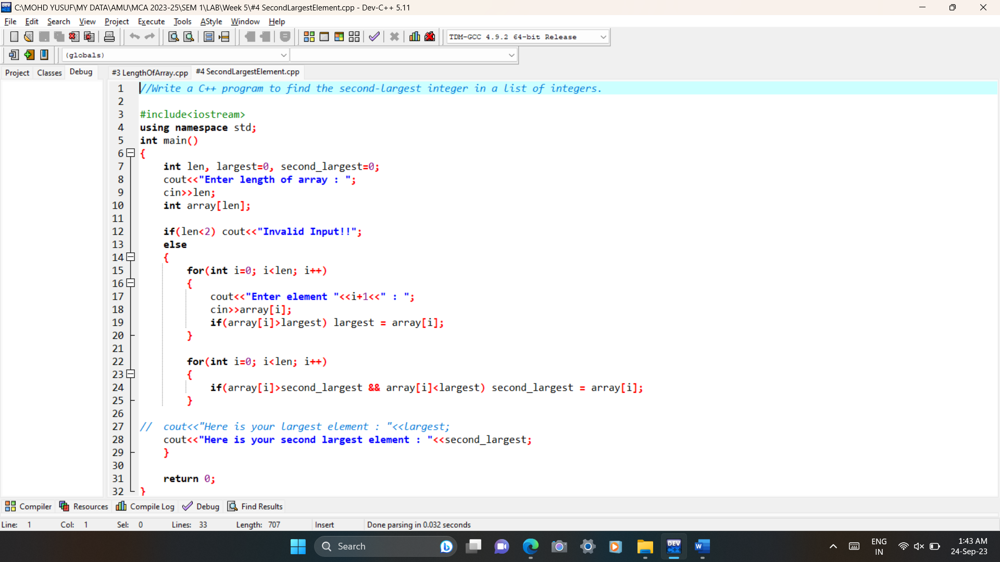 C:\MOHD YUSUF\MY DATA\AMU\MCA 2023-25\SEM 1\LAB\Week 5\#4 SecondLargestElement.cpp - Dev-C++ 5.11
File Edit Search View Project Execute Tools AStyle Window Help
TDM-GCC 4.9.2 64-bit Release
(globals)
Project Classes Debug #3 LengthOfArray.cpp #4 SecondLargestElement.cpp
1 //Write a C++ program to find the second-largest integer in a list of integers.
2
3 #include<iostream>
4 using namespace std;
5 int main()
6 {
7 int len, largest=0, second_largest=0;
8 cout<<"Enter length of array : ";
9 cin>>len;
10 int array[len];
11
12 if(len<2) cout<<"Invalid Input!!";
13 else
14 {
15 for(int i=0; i<len; i++)
16 {
17 cout<<"Enter element "<<i+1<<" : ";
18 cin>>array[i];
19 if(array[i]>largest) largest = array[i];
20 }
21
22 for(int i=0; i<len; i++)
23 {
24 if(array[i]>second_largest && array[i]<largest) second_largest = array[i];
25 }
26
27 // cout<<"Here is your largest element : "<<largest;
28 cout<<"Here is your second largest element : "<<second_largest;
29 }
30
31 return 0;
32 }
Compiler Resources Compile Log Debug Find Results
Line: 1 Col: 1 Sel: 0 Lines: 33 Length: 707 Insert Done parsing in 0.032 seconds
Search
DEV C++
W
ENG
IN
1:43 AM
24-Sep-23